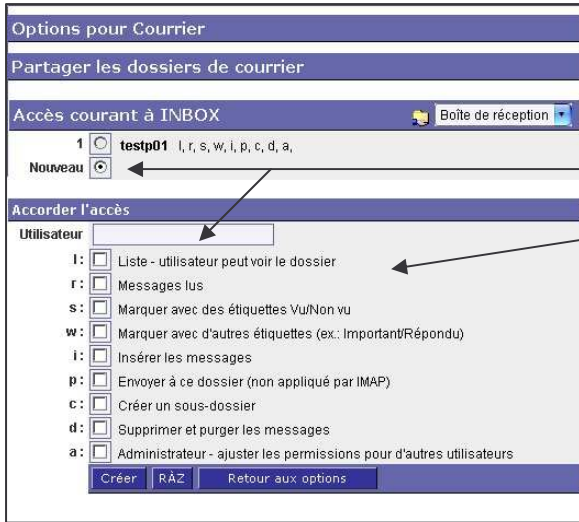 Options pour Courrier
Partager les dossiers de courrier
Accès courant à INBOX Boîte de réception
1 testp01 l, r, s, w, i, p, c, d, a,
Nouveau
Accorder l'accès
Utilisateur
l: Liste - utilisateur peut voir le dossier
r: Messages lus
s: Marquer avec des étiquettes Vu/Non vu
w: Marquer avec d'autres étiquettes (ex.: Important/Répondu)
i: Insérer les messages
p: Envoyer à ce dossier (non appliqué par IMAP)
c: Créer un sous-dossier
d: Supprimer et purger les messages
a: Administrateur - ajuster les permissions pour d'autres utilisateurs
Créer RÀZ Retour aux options